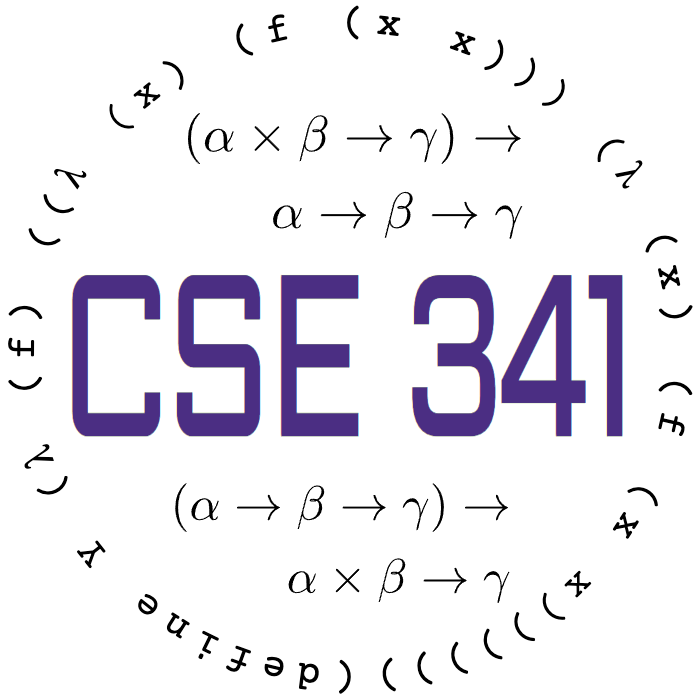 (define Y (λ (f) ((λ (x) (f (x x))) (λ (x) (f (x x))))))
(α × β → γ) →
α → β → γ
CSE 341
(α → β → γ) →
α × β → γ